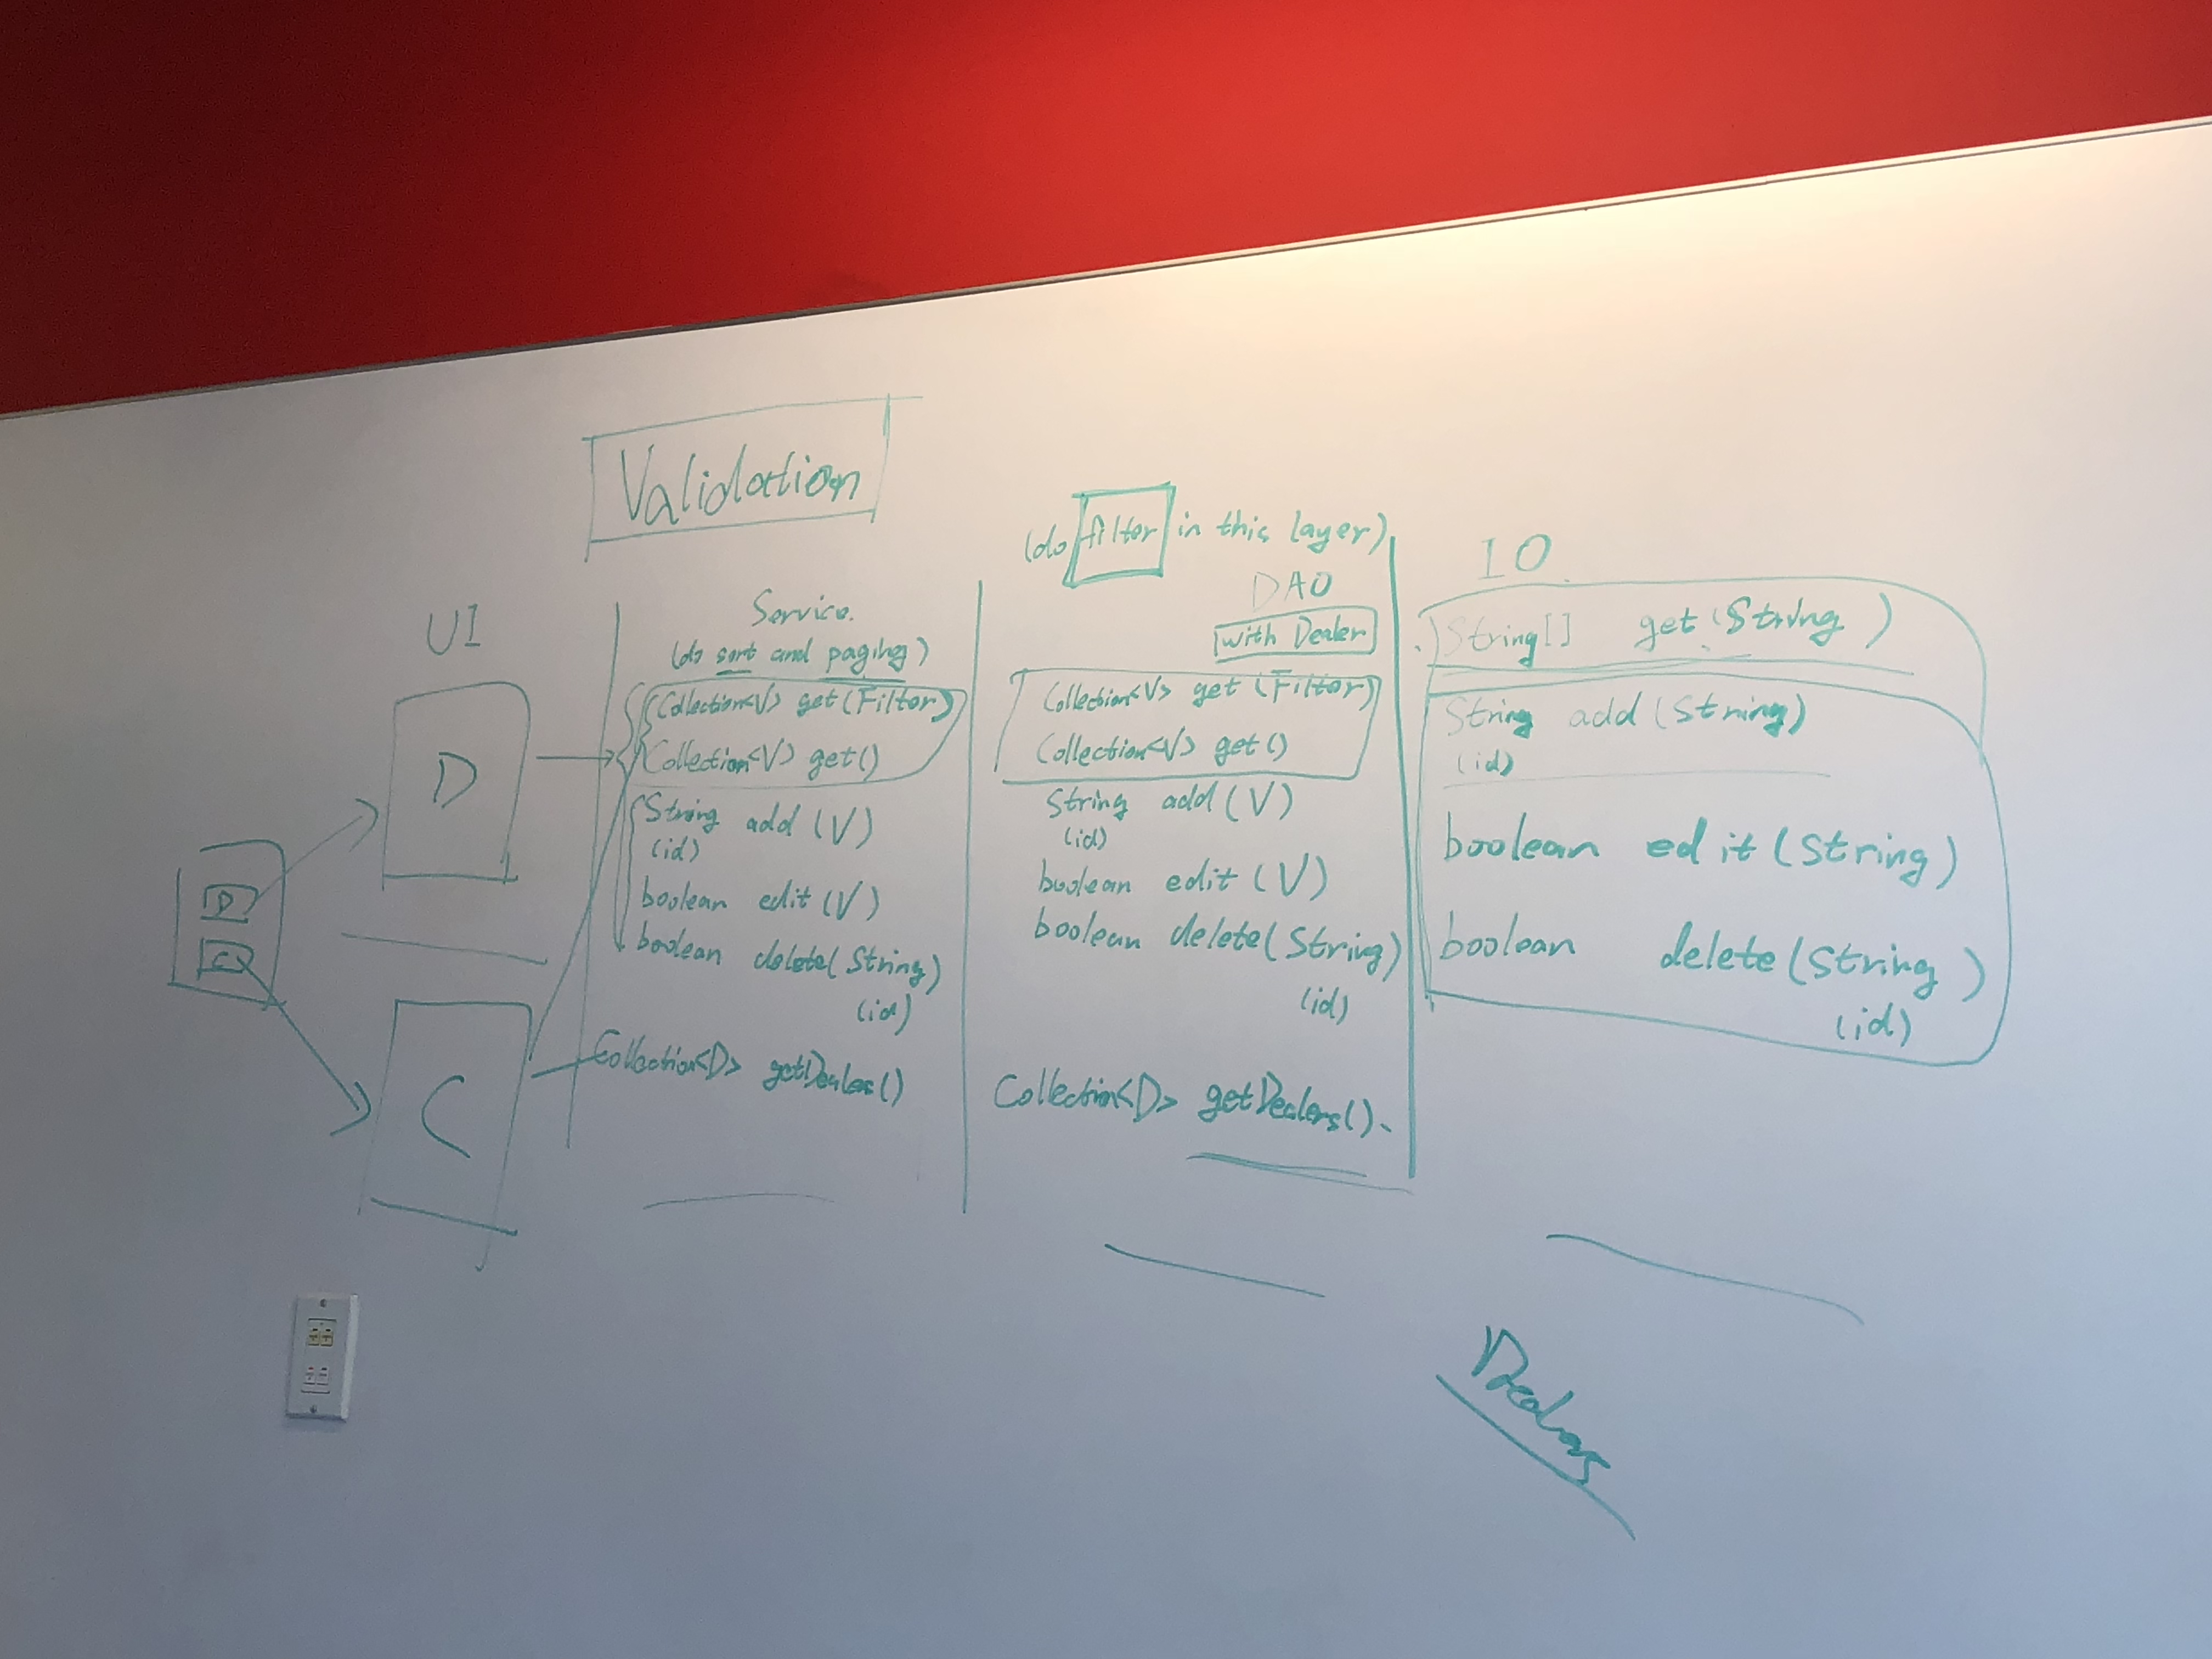 Validation
UI
D
D
C
C
Service.
(do sort and paging)
Collection<V> get(Filter)
Collection<V> get()
String add (V)
(id)
boolean edit (V)
boolean delete(String)
(id)
Collection<D> getDealers()
(do filter in this layer)
DAO
with Dealer
Collection<V> get (Filter)
Collection<V> get()
String add (V)
(id)
boolean edit (V)
boolean delete(String)
(id)
Collection<D> getDealers().
IO
String[] get(String)
String add (String)
(id)
boolean edit (String)
boolean delete(String)
(id)